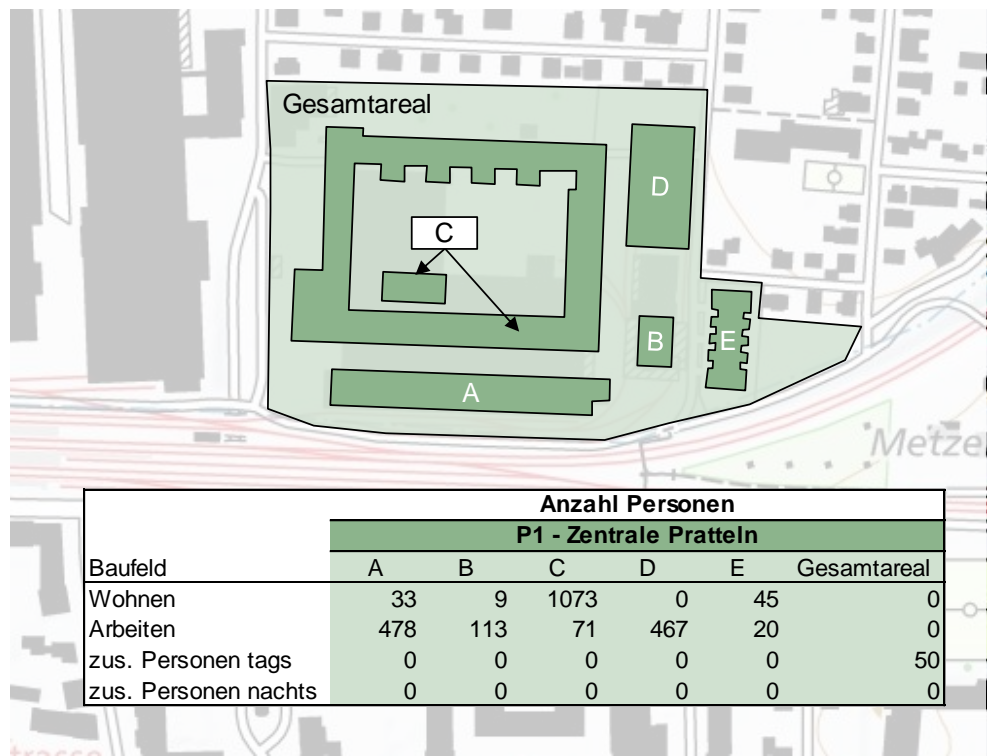 Gesamtareal
D
C
B
E
A
Metze
Anzahl Personen
P1 - Zentrale Pratteln
Baufeld A B C D E Gesamtareal
Wohnen 33 9 1073 0 45 0
Arbeiten 478 113 71 467 20 0
zus. Personen tags 0 0 0 0 0 50
zus. Personen nachts 0 0 0 0 0 0
strasse